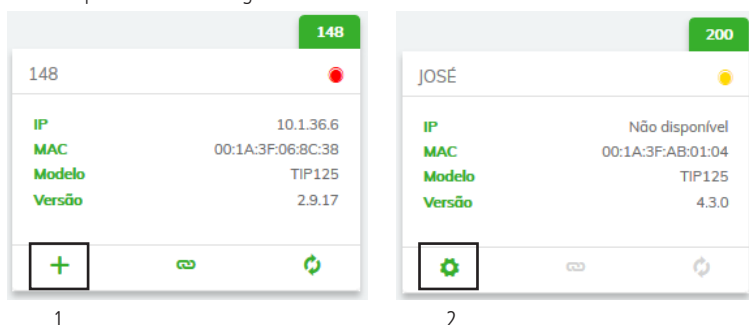 148
148
IP 10.1.36.6
MAC 00:1A:3F:06:8C:38
Modelo TIP125
Versão 2.9.17
1
200
JOSÉ
IP Não disponível
MAC 00:1A:3F:AB:01:04
Modelo TIP125
Versão 4.3.0
2